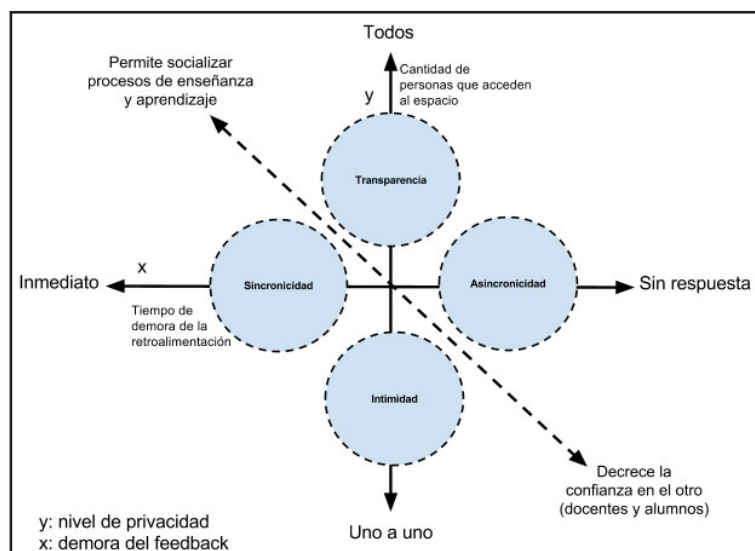 Todos
Permite socializar
procesos de enseñanza
y aprendizaje
Cantidad de
personas que acceden
al espacio
y
Transparencia
Inmediato
x
Sincronicidad
Asincronicidad
Sin respuesta
Tiempo de
demora de la
retroalimentación
Intimidad
Decrece la
confianza en el otro
(docentes y alumnos)
Uno a uno
y: nivel de privacidad
x: demora del feedback